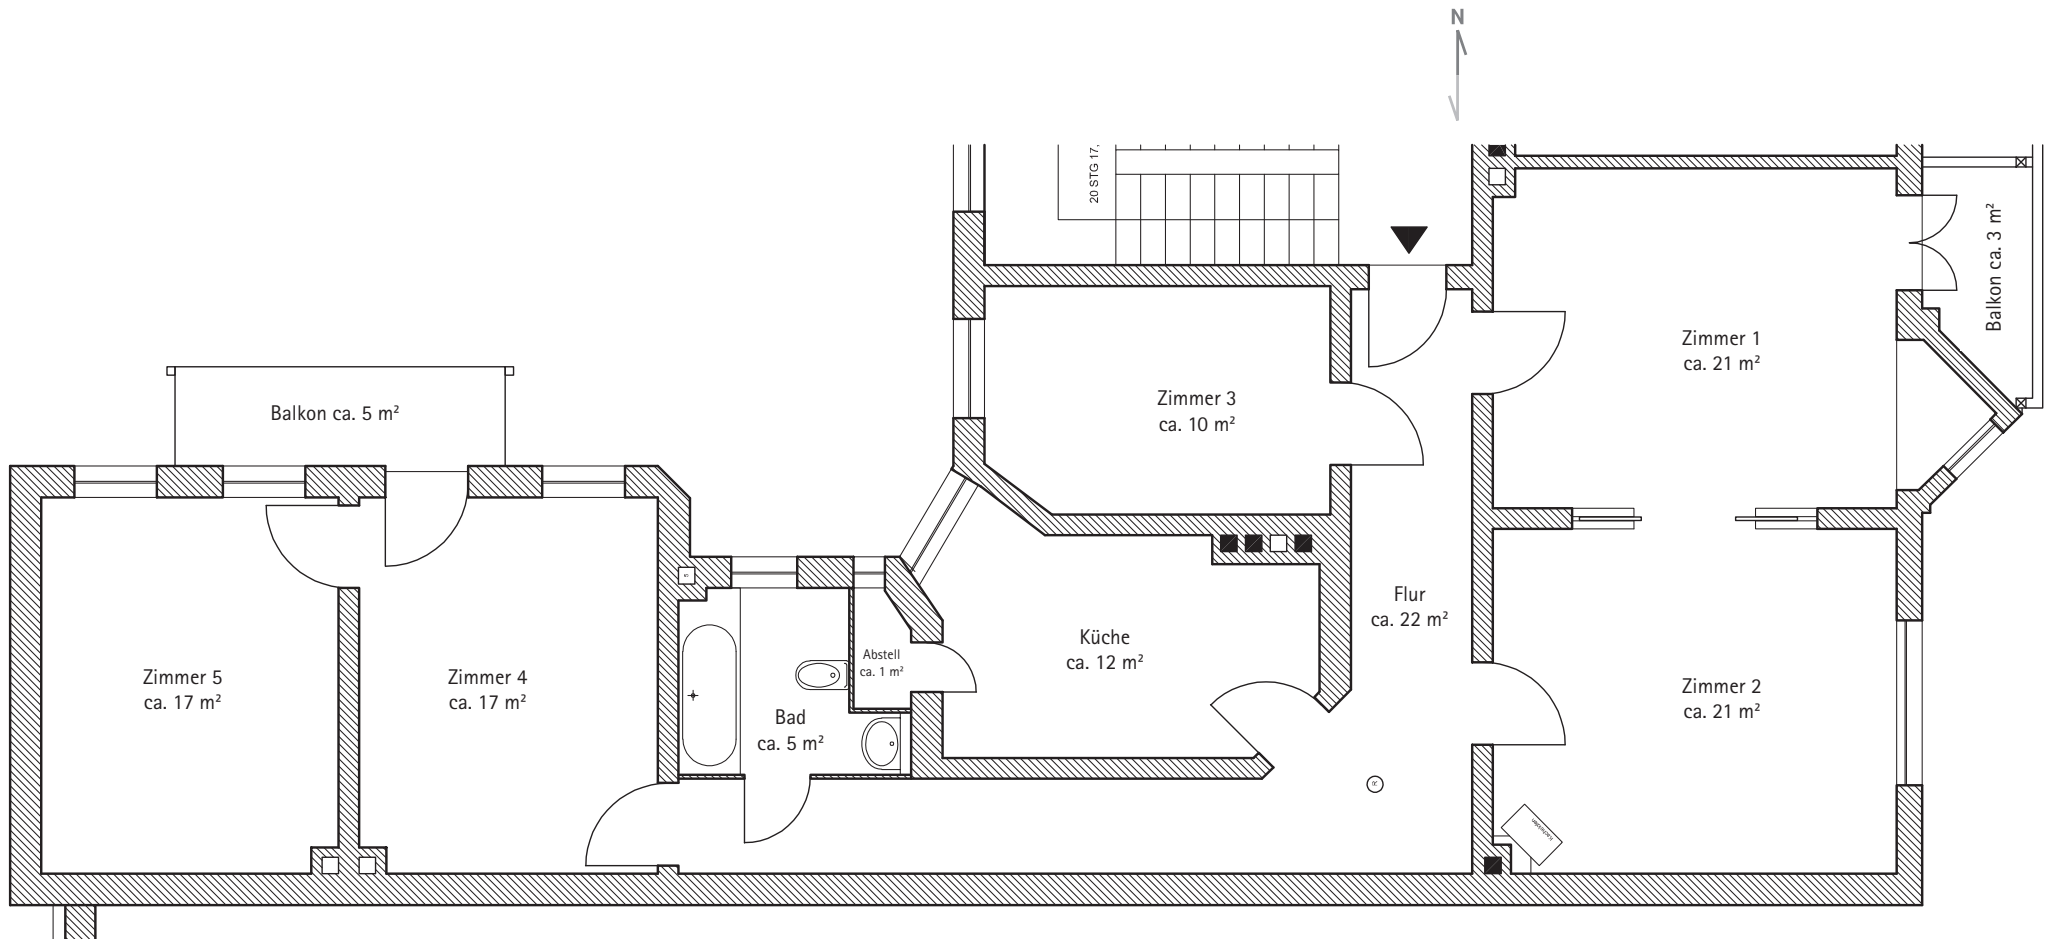 N
20 STG 17,
Balkon ca. 3 m²
Zimmer 1
ca. 21 m²
Zimmer 3
ca. 10 m²
Balkon ca. 5 m²
Flur
ca. 22 m²
Küche
ca. 12 m²
Abstell
ca. 1 m²
Zimmer 5
ca. 17 m²
Zimmer 4
ca. 17 m²
Zimmer 2
ca. 21 m²
Bad
ca. 5 m²
R
Kachelofen